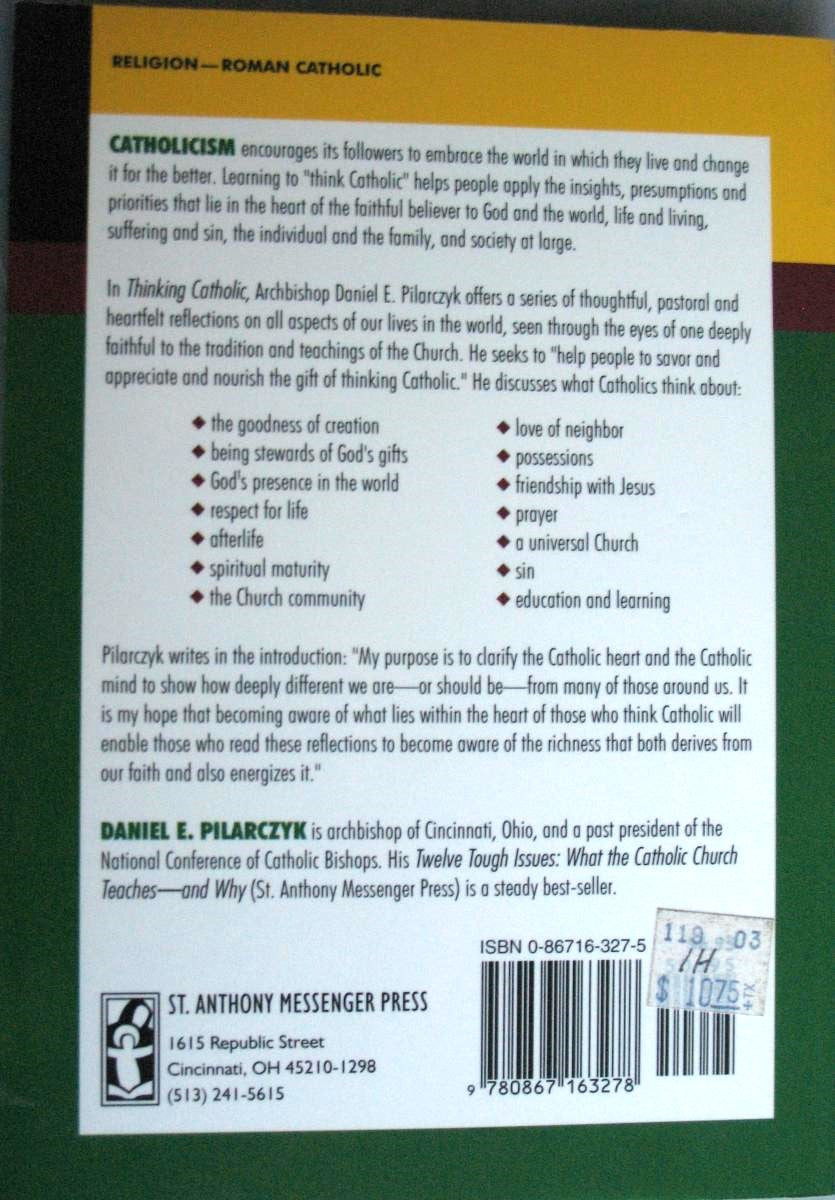 RELIGION—ROMAN CATHOLIC
CATHOLICISM encourages its followers to embrace the world in which they live and change
it for the better. Learning to "think Catholic" helps people apply the insights, presumptions and
priorities that lie in the heart of the faithful believer to God and the world, life and living,
suffering and sin, the individual and the family, and society at large.
In Thinking Catholic, Archbishop Daniel E. Pilarczyk offers a series of thoughtful, pastoral and
heartfelt reflections on all aspects of our lives in the world, seen through the eyes of one deeply
faithful to the tradition and teachings of the Church. He seeks to "help people to savor and
appreciate and nourish the gift of thinking Catholic." He discusses what Catholics think about:
◆ the goodness of creation
◆ being stewards of God's gifts
◆ God's presence in the world
◆ respect for life
◆ afterlife
◆ spiritual maturity
◆ the Church community
◆ love of neighbor
◆ possessions
◆ friendship with Jesus
◆ prayer
◆ a universal Church
◆ sin
◆ education and learning
Pilarczyk writes in the introduction: "My purpose is to clarify the Catholic heart and the Catholic
mind to show how deeply different we are—or should be—from many of those around us. It
is my hope that becoming aware of what lies within the heart of those who think Catholic will
enable those who read these reflections to become aware of the richness that both derives from
our faith and also energizes it."
DANIEL E. PILARCZYK is archbishop of Cincinnati, Ohio, and a past president of the
National Conference of Catholic Bishops. His Twelve Tough Issues: What the Catholic Church
Teaches—and Why (St. Anthony Messenger Press) is a steady best-seller.
ISBN 0-86716-327-5
119 03
1H
$ 1075 +TX
ST. ANTHONY MESSENGER PRESS
1615 Republic Street
Cincinnati, OH 45210-1298
(513) 241-5615
9 780867 163278